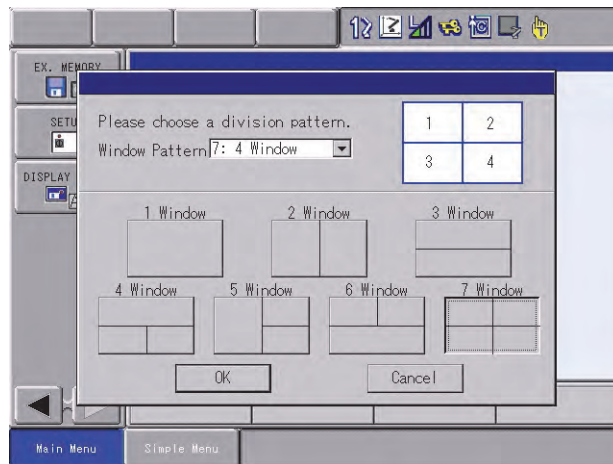 EX. MEMORY
SETU
DISPLAY
Please choose a division pattern.
Window Pattern 7: 4 Window
1 2
3 4
1 Window 2 Window 3 Window
4 Window 5 Window 6 Window 7 Window
OK Cancel
Main Menu Simple Menu